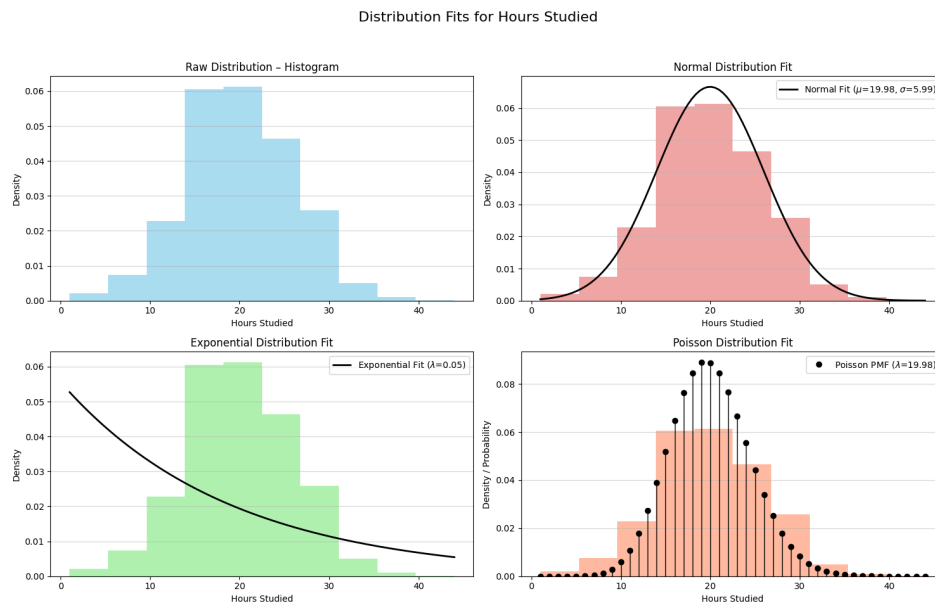 Distribution Fits for Hours Studied
Raw Distribution – Histogram
Density
0.06
0.05
0.04
0.03
0.02
0.01
0.00
0 10 20 30 40
Hours Studied
Normal Distribution Fit
Normal Fit (μ=19.98, σ=5.99)
Density
0.06
0.05
0.04
0.03
0.02
0.01
0.00
0 10 20 30 40
Hours Studied
Exponential Distribution Fit
Exponential Fit (λ=0.05)
Density
0.06
0.05
0.04
0.03
0.02
0.01
0.00
0 10 20 30 40
Hours Studied
Poisson Distribution Fit
Poisson PMF (λ=19.98)
Density / Probability
0.08
0.06
0.04
0.02
0.00
0 10 20 30 40
Hours Studied